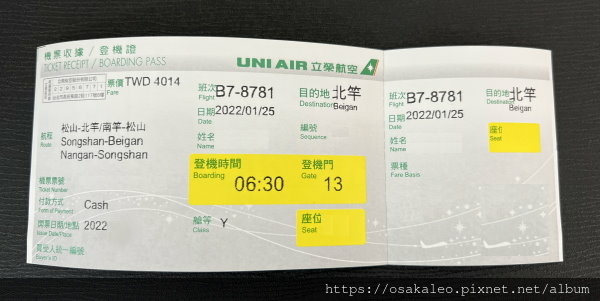 機票收據 / 登機證
TICKET RECEIPT / BOARDING PASS
UNI AIR 立榮航空
票價 TWD 4014
Fare
班次 B7-8781
Flight
目的地 北竿
Destination Beigan
日期 2022/01/25
Date
航程 松山-北竿/南竿-松山
Route Songshan-Beigan
Nangan-Songshan
姓名
Name
編號
Sequence
登機時間 06:30
Boarding
登機門 13
Gate
機票票號
Ticket Number
付款方式 Cash
Form of Payment
開票日期/地點 2022
Issue Date/Place
艙等 Y
Class
座位
Seat
買受人統一編號
Buyer's ID
班次 B7-8781
Flight
目的地 北竿
Destination Beigan
日期 2022/01/25
Date
姓名
Name
座位
Seat
票種
Fare Basis
https://osakaleo.pixnet.net/album